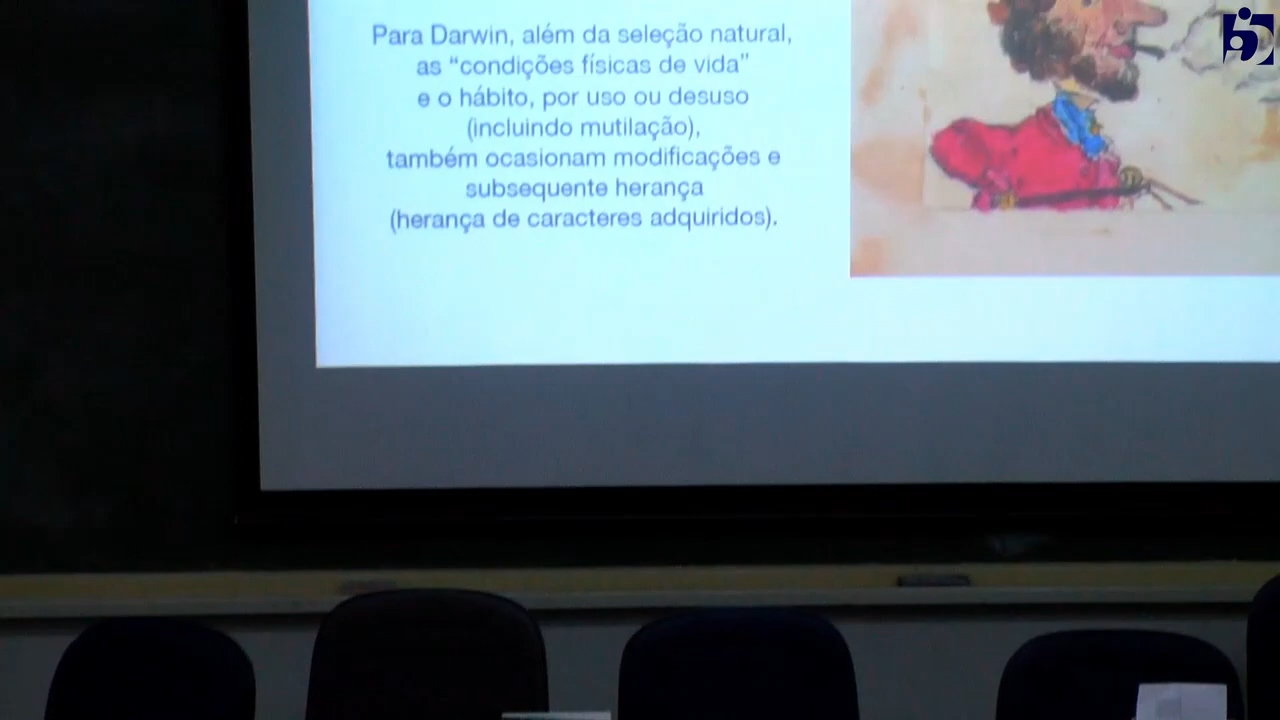 Para Darwin, além da seleção natural,
as “condições físicas de vida”
e o hábito, por uso ou desuso
(incluindo mutilação),
também ocasionam modificações e
subsequente herança
(herança de caracteres adquiridos).